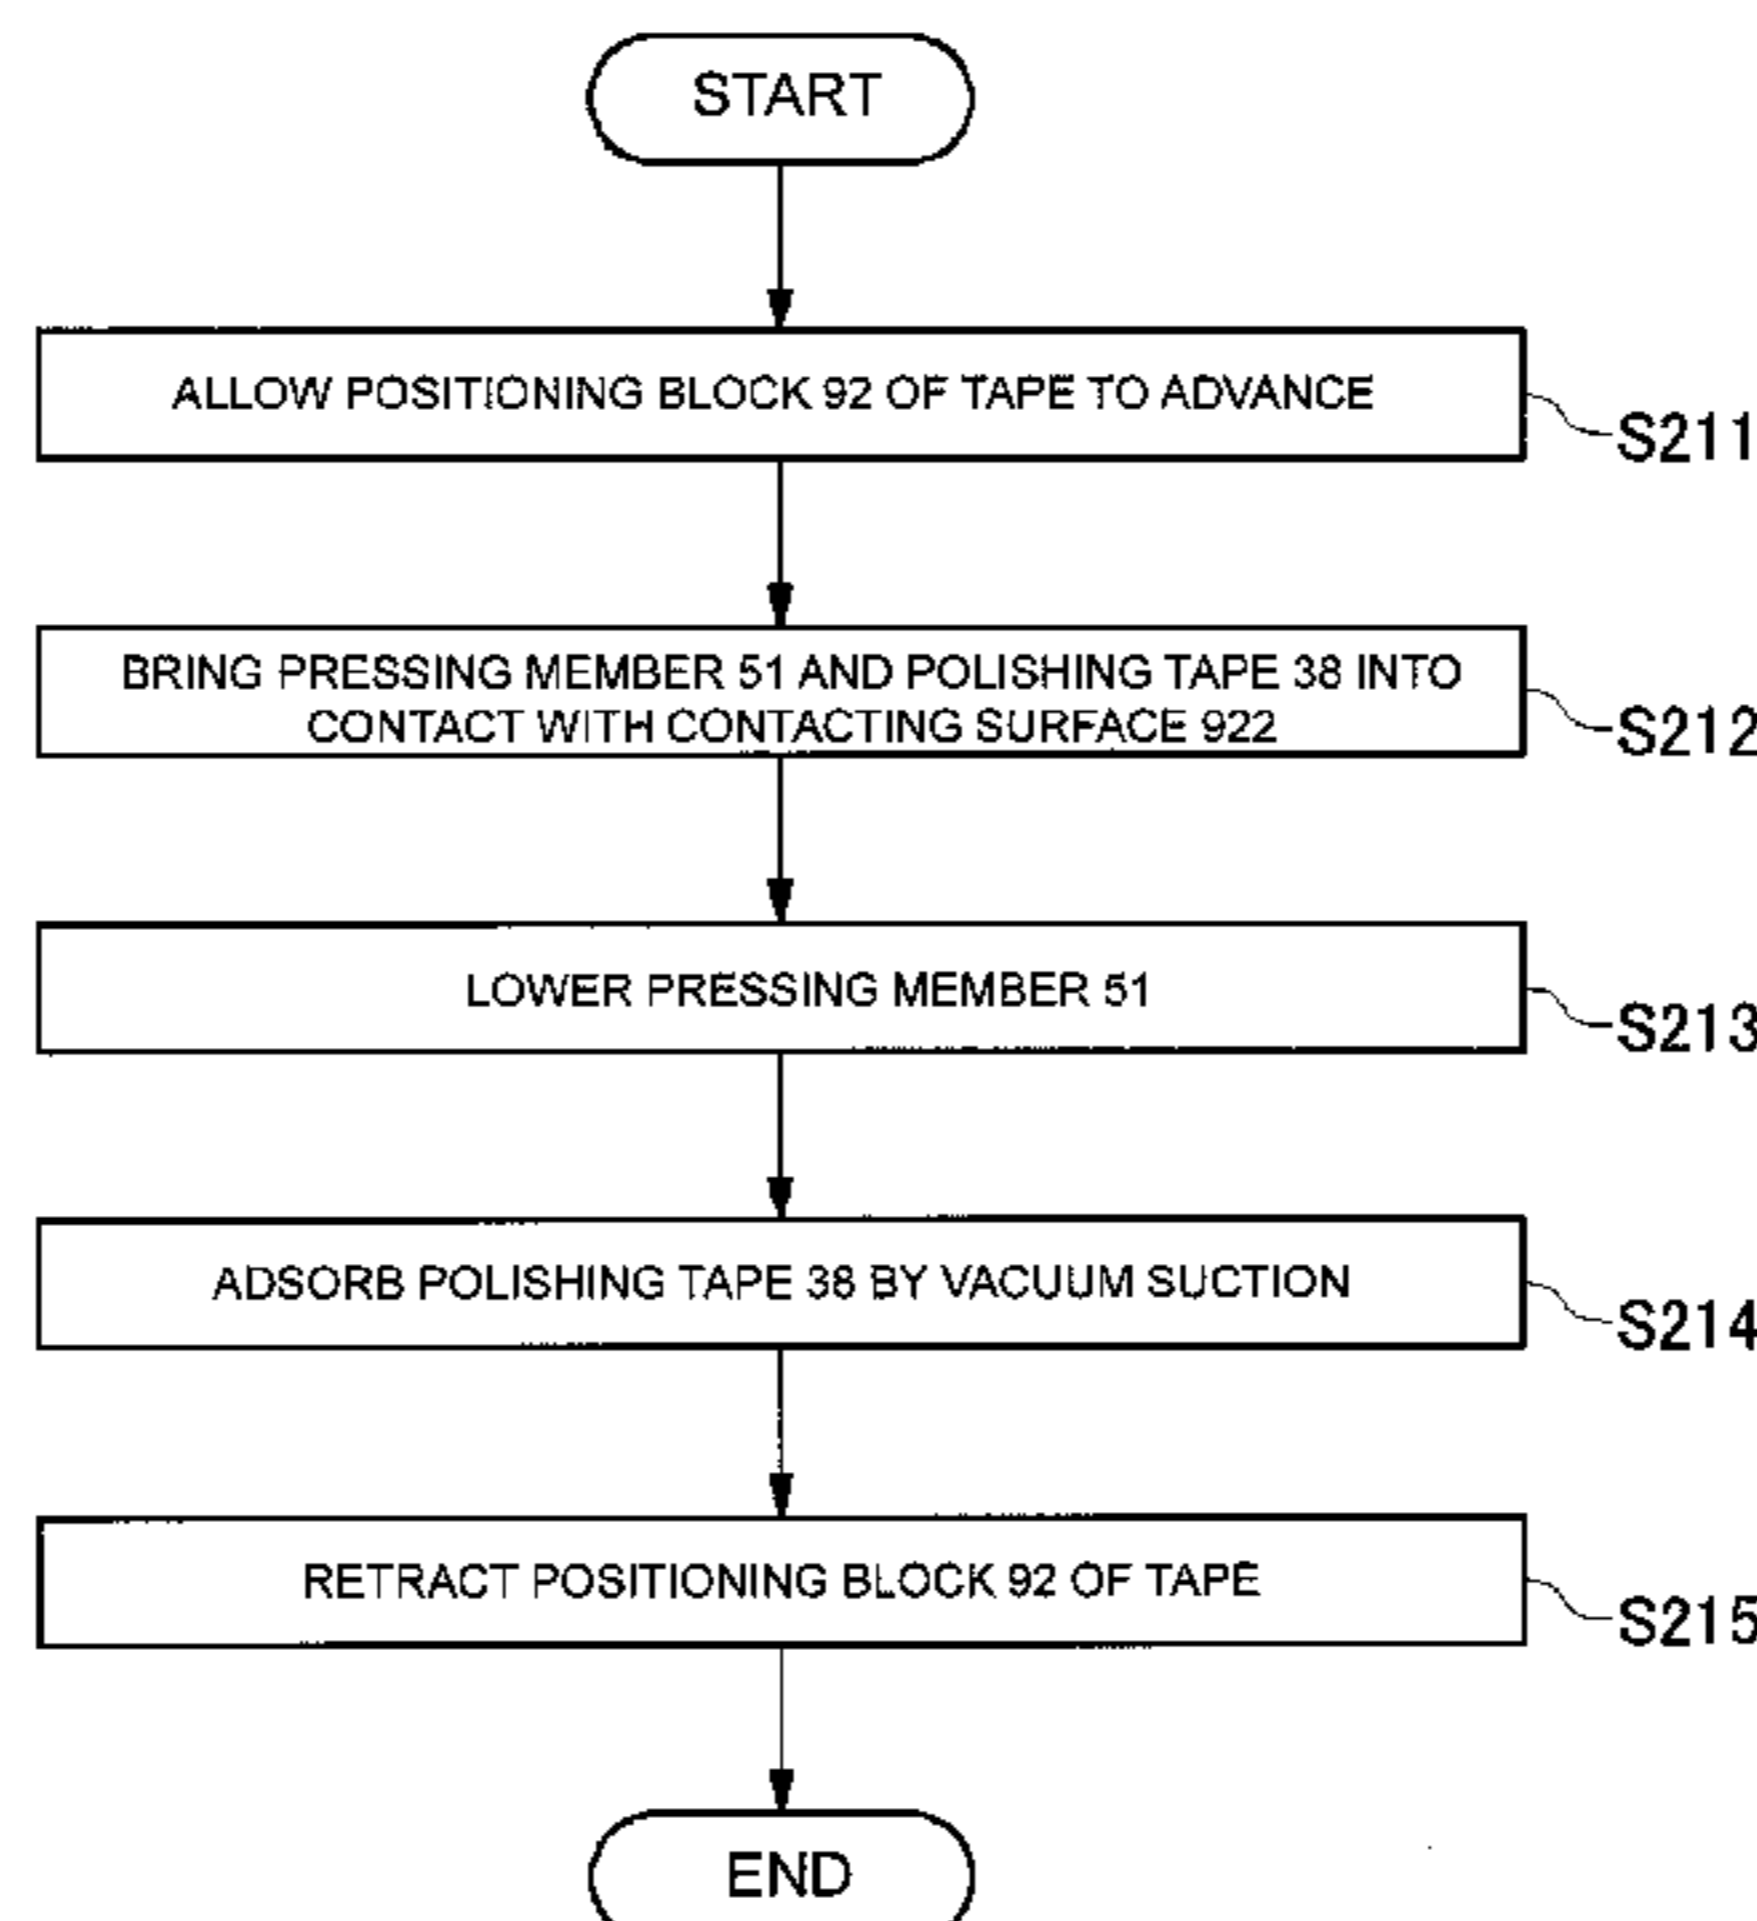 START
ALLOW POSITIONING BLOCK 92 OF TAPE TO ADVANCE
S211
BRING PRESSING MEMBER 51 AND POLISHING TAPE 38 INTO
CONTACT WITH CONTACTING SURFACE 922
S212
LOWER PRESSING MEMBER 51
S213
ADSORB POLISHING TAPE 38 BY VACUUM SUCTION
S214
RETRACT POSITIONING BLOCK 92 OF TAPE
S215
END